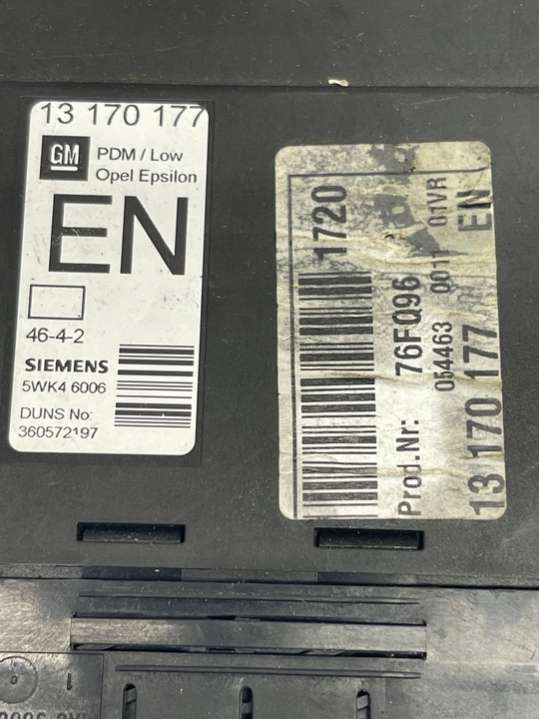 13 170 177
GM
PDM / Low
Opel Epsilon
EN
46-4-2
SIEMENS
5WK4 6006
DUNS No:
360572197
1720
Prod.Nr: 76FQ96
054463 0011 01VR
13 170 177 EN